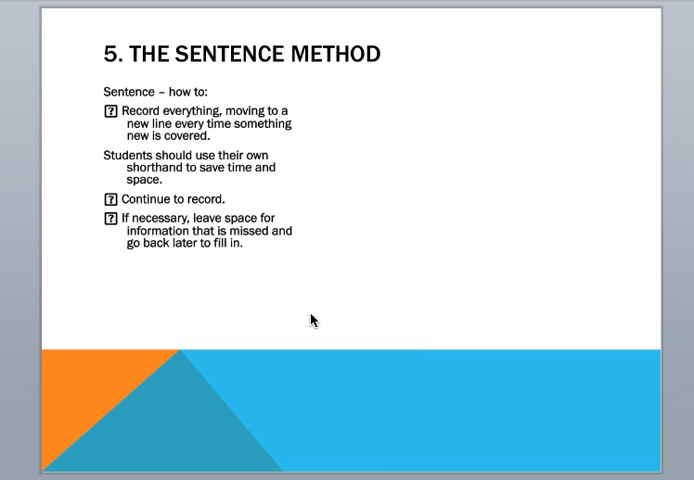 5. THE SENTENCE METHOD
Sentence – how to:
⍰ Record everything, moving to a
new line every time something
new is covered.
Students should use their own
shorthand to save time and
space.
⍰ Continue to record.
⍰ If necessary, leave space for
information that is missed and
go back later to fill in.